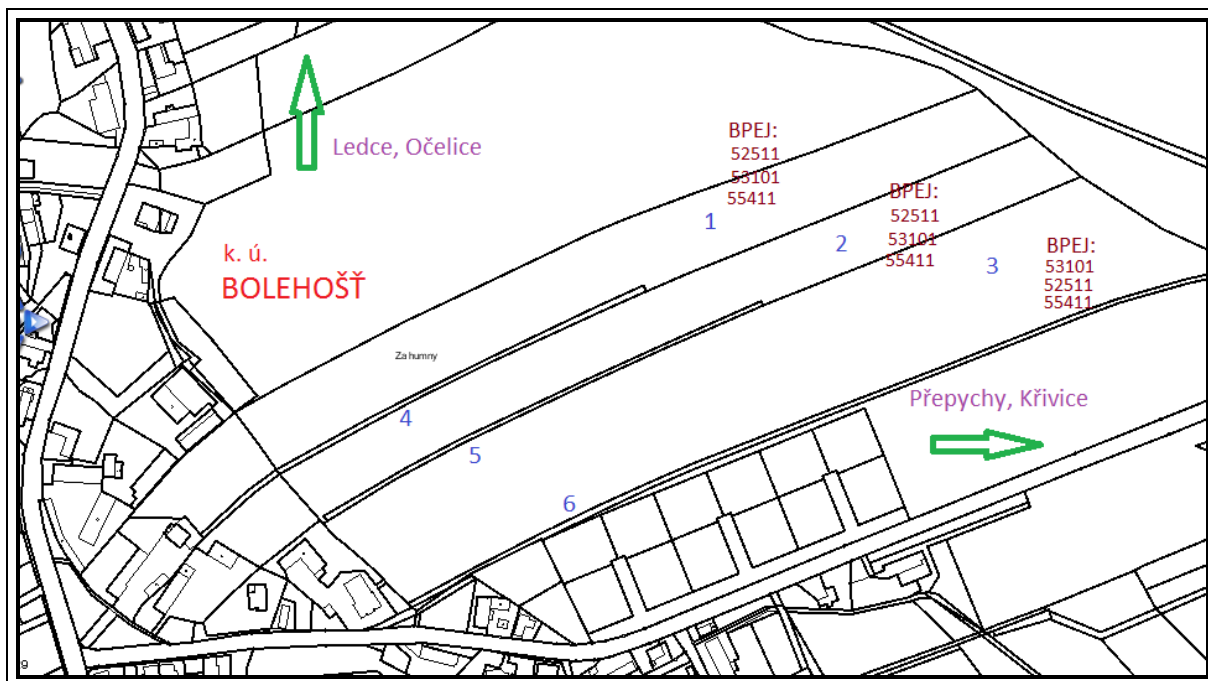 Ledce, Očelice
BPEJ:
52511
53101
55411
1
BPEJ:
52511
53101
55411
2
BPEJ:
53101
52511
55411
3
k. ú.
BOLEHOŠŤ
Za humny
4
5
6
Přepychy, Křivice
9